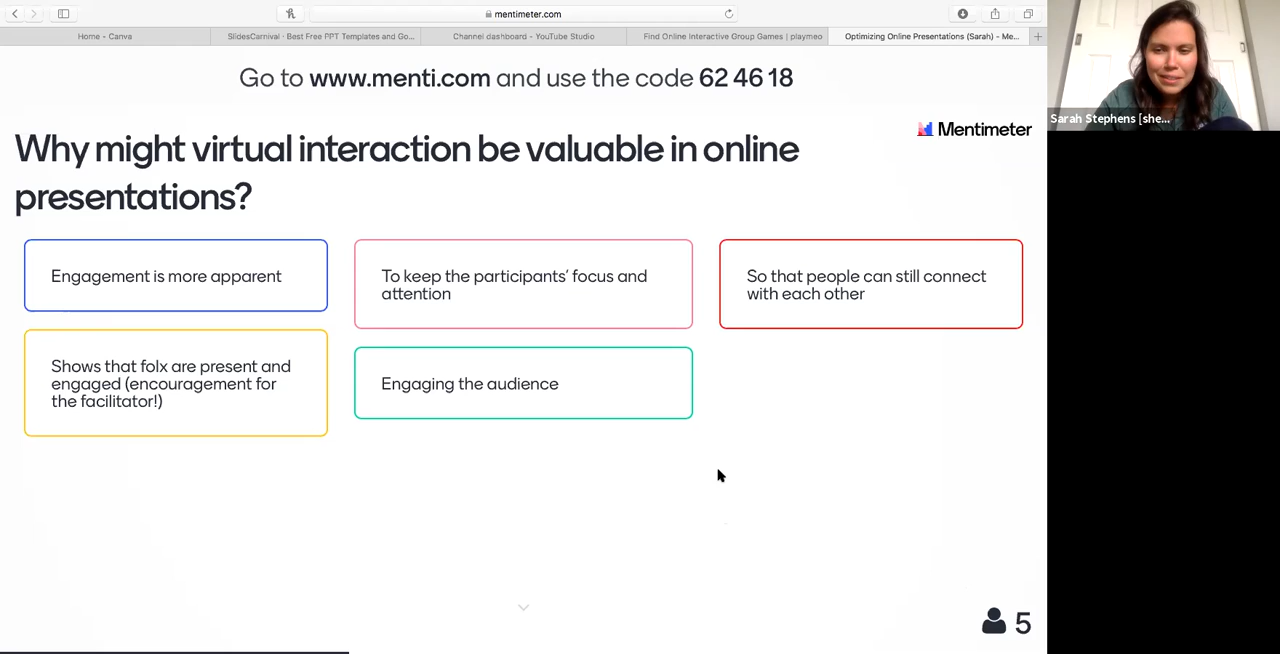 mentimeter.com
Home - Canva
SlidesCarnival - Best Free PPT Templates and Go...
Channel dashboard - YouTube Studio
Find Online Interactive Group Games | playmeo
Optimizing Online Presentations (Sarah) - Me...
Go to www.menti.com and use the code 62 46 18
Sarah Stephens [she...
Mentimeter
Why might virtual interaction be valuable in online
presentations?
Engagement is more apparent
To keep the participants' focus and
attention
So that people can still connect
with each other
Shows that folx are present and
engaged (encouragement for
the facilitator!)
Engaging the audience
5